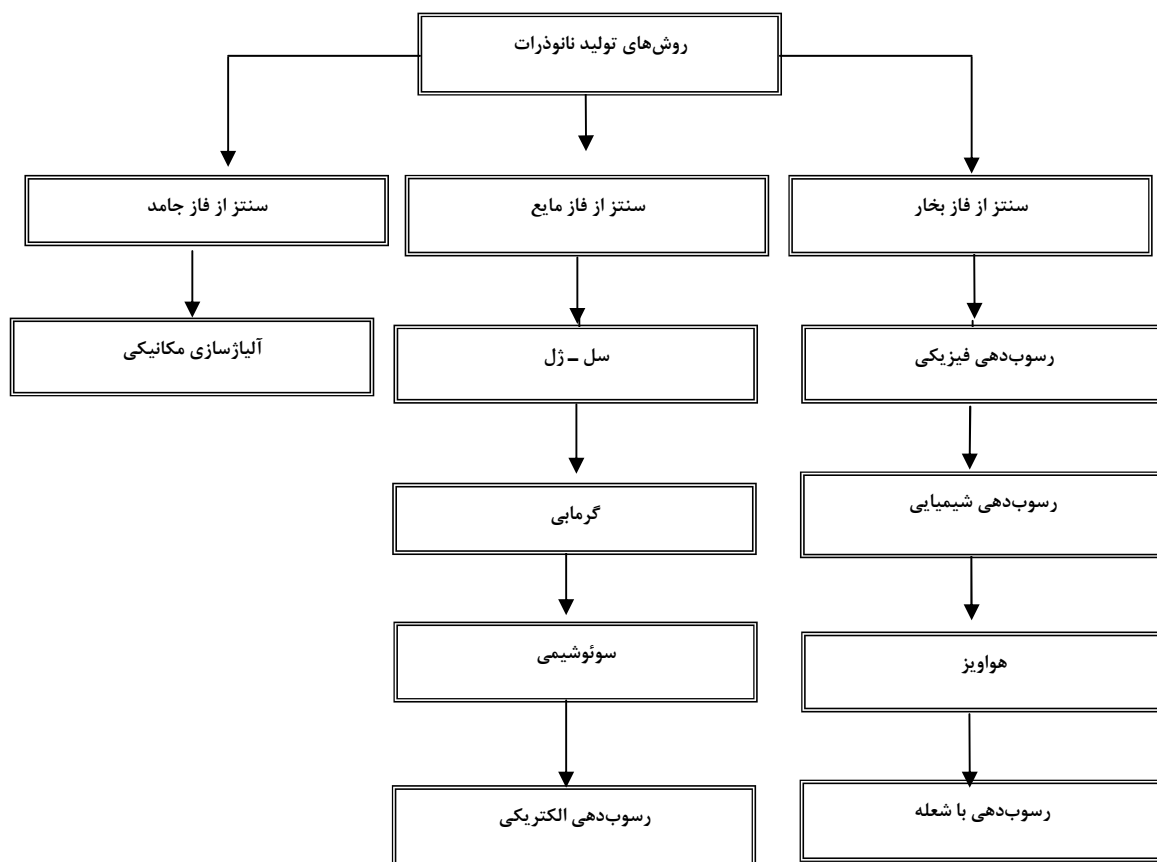 روش‌های تولید نانوذرات
سنتز از فاز بخار
سنتز از فاز مایع
سنتز از فاز جامد
رسوب‌دهی فیزیکی
سل – ژل
آلیاژسازی مکانیکی
رسوب‌دهی شیمیایی
گرمابی
هواویز
سوئوشیمی
رسوب‌دهی با شعله
رسوب‌دهی الکتریکی